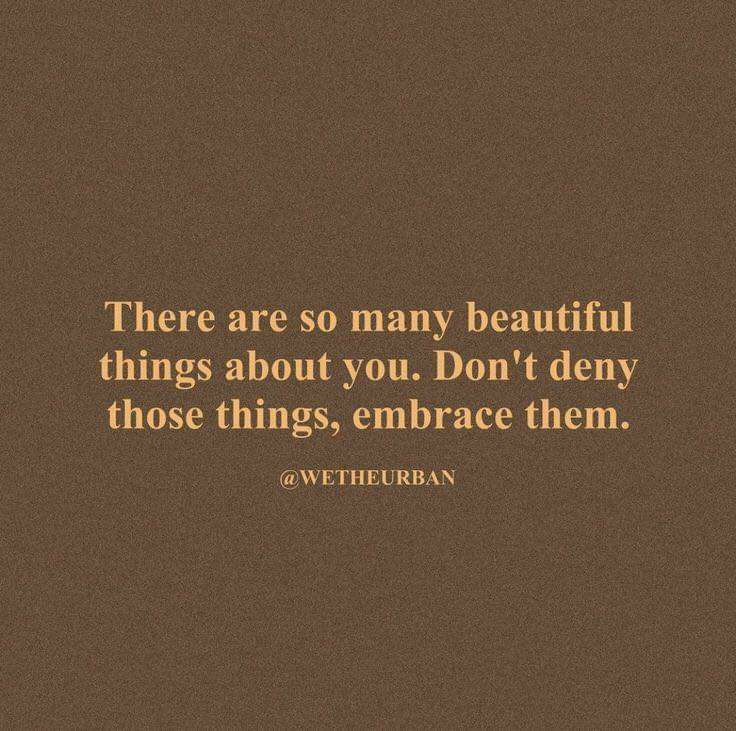 There are so many beautiful
things about you. Don't deny
those things, embrace them.
@WETHEURBAN